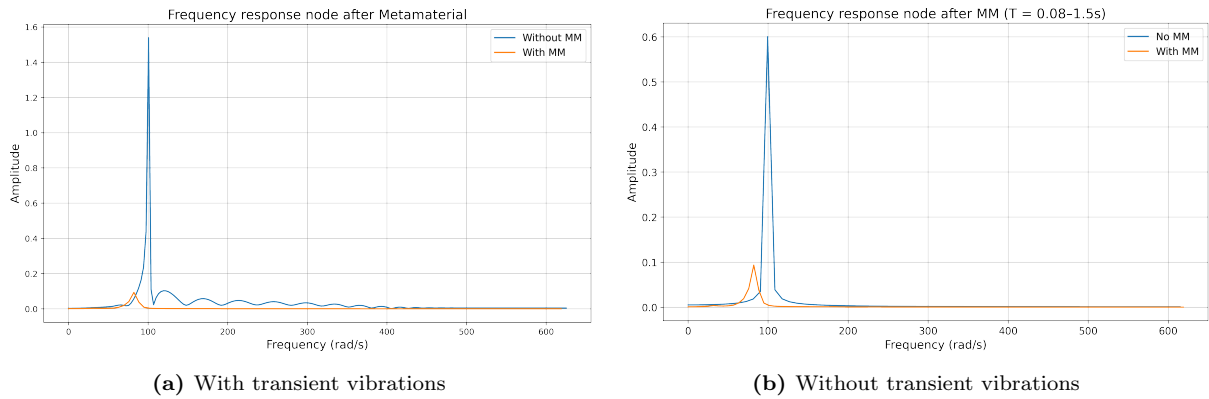 Frequency response node after Metamaterial
1.6
1.4
1.2
1.0
0.8
0.6
0.4
0.2
0.0
Amplitude
Without MM
With MM
0
100
200
300
400
500
600
Frequency (rad/s)
(a) With transient vibrations
Frequency response node after MM (T = 0.08–1.5s)
0.6
0.5
0.4
0.3
0.2
0.1
0.0
Amplitude
No MM
With MM
0
100
200
300
400
500
600
Frequency (rad/s)
(b) Without transient vibrations